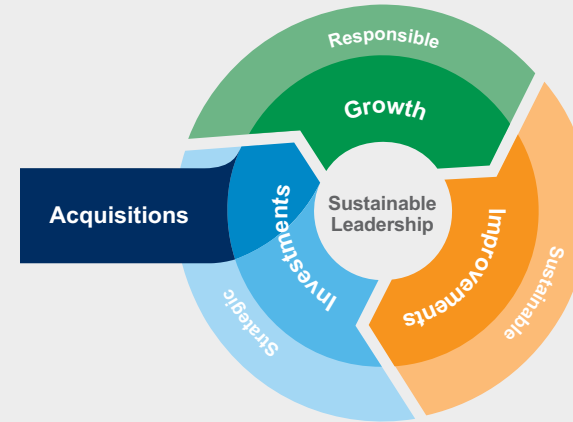 Responsible
Growth
Acquisitions
Sustainable
Leadership
Investments
Improvements
Strategic
Sustainable